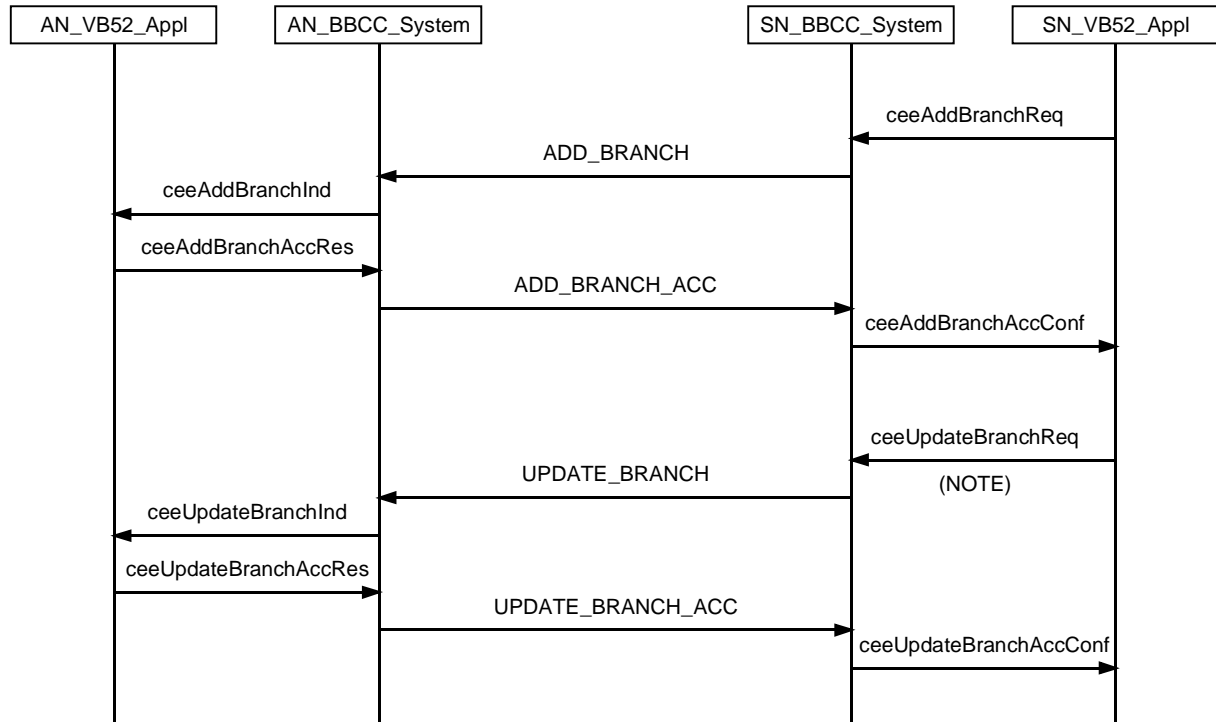 AN_VB52_Appl AN_BBCC_System SN_BBCC_System SN_VB52_Appl
ceeAddBranchReq
ADD_BRANCH
ceeAddBranchInd
ceeAddBranchAccRes
ADD_BRANCH_ACC
ceeAddBranchAccConf
ceeUpdateBranchReq
UPDATE_BRANCH
(NOTE)
ceeUpdateBranchInd
ceeUpdateBranchAccRes
UPDATE_BRANCH_ACC
ceeUpdateBranchAccConf